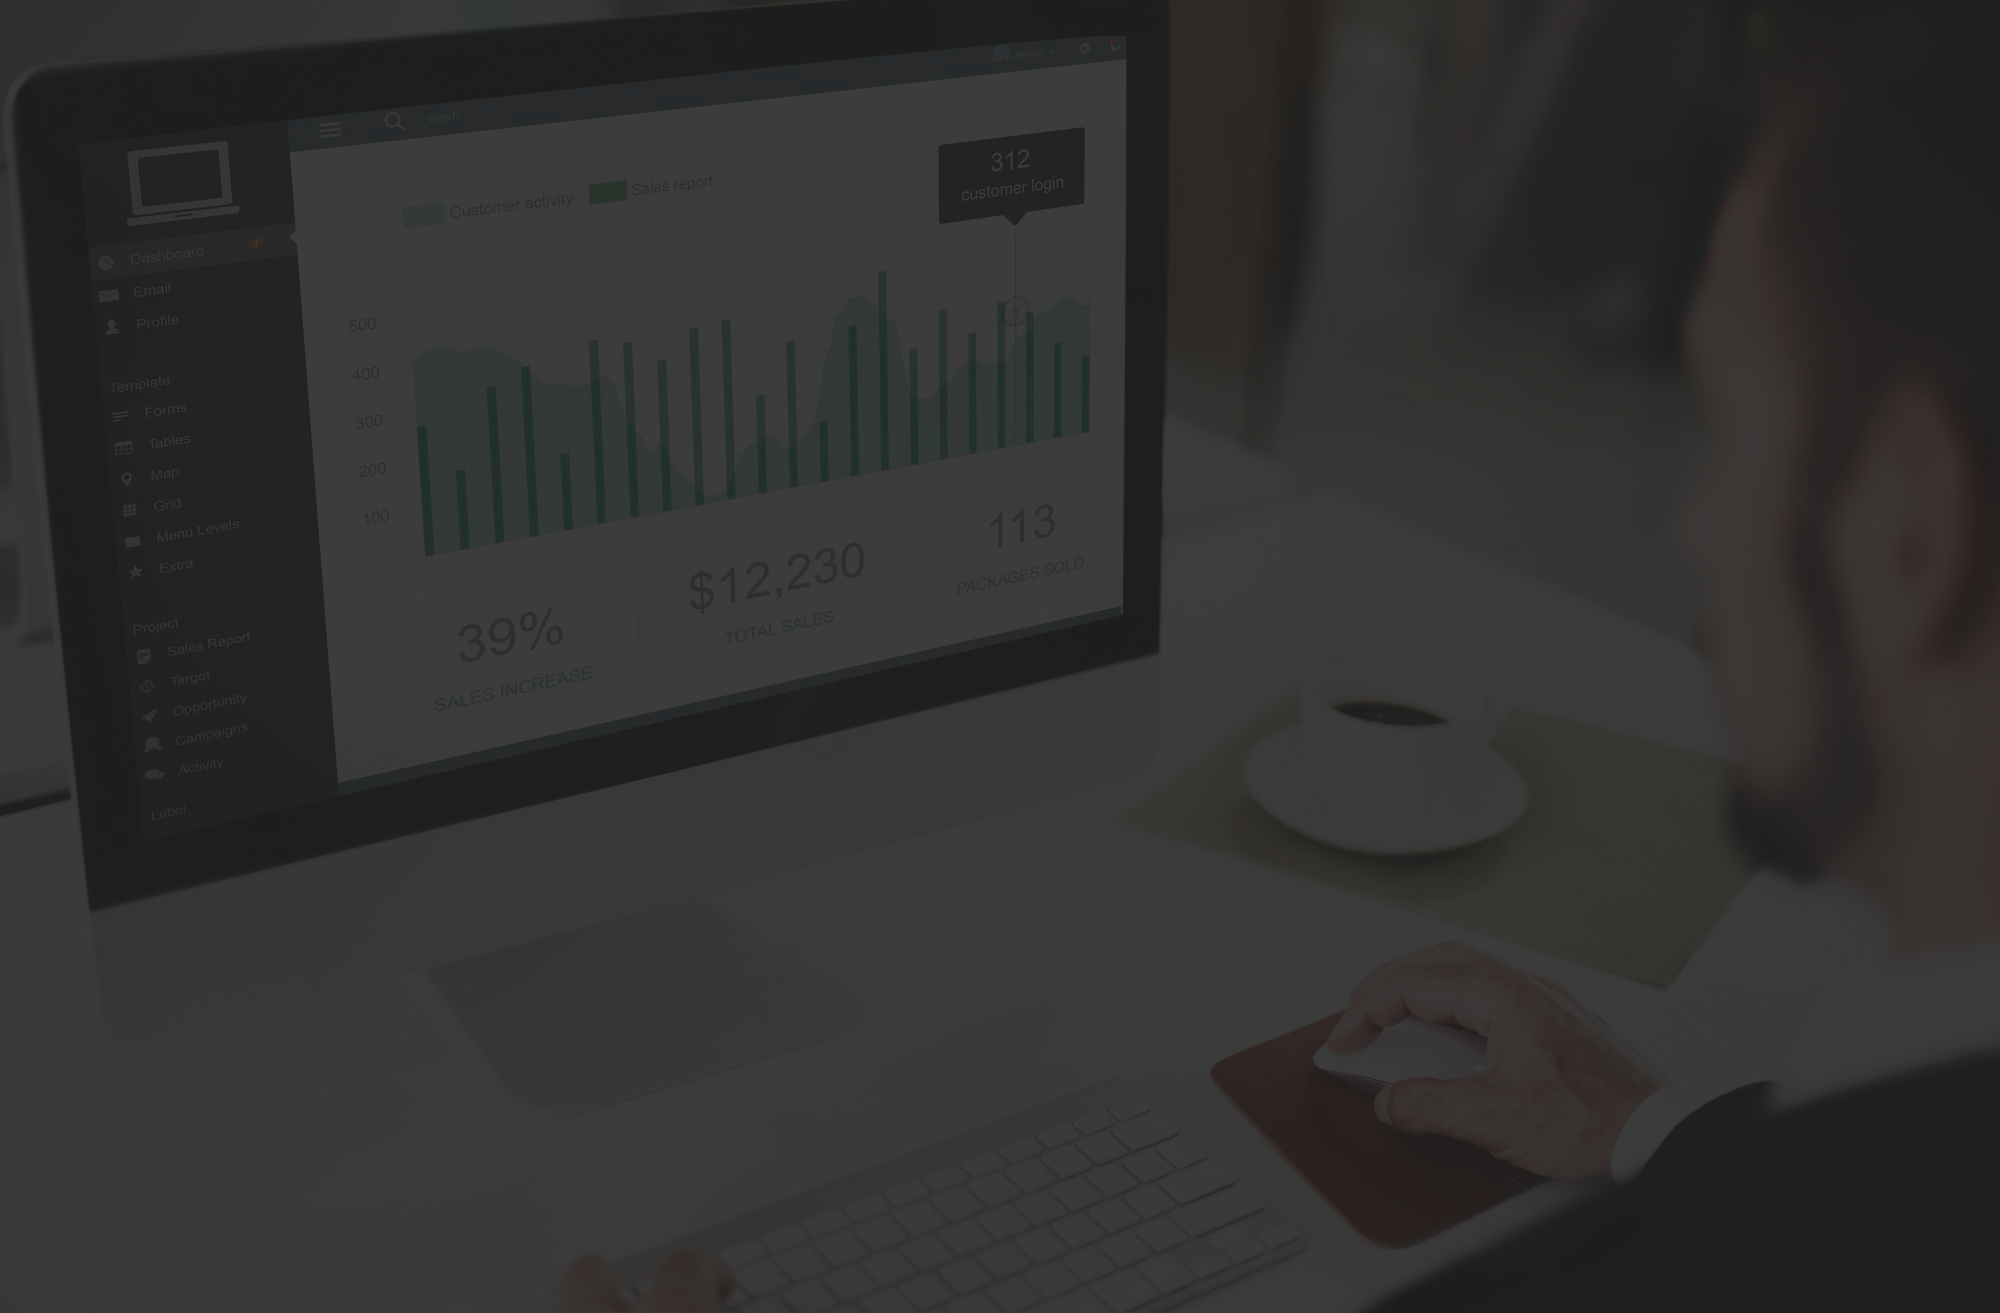 Jennifer
search
312
customer login
Customer activity
Sales report
Dashboard
Email
Profile
Template
Forms
Tables
Map
Grid
Menu Levels
Extra
Project
Sales Report
Target
Opportunity
Campaigns
Activity
Label
500
400
300
200
100
39%
SALES INCREASE
$12,230
TOTAL SALES
113
PACKAGES SOLD